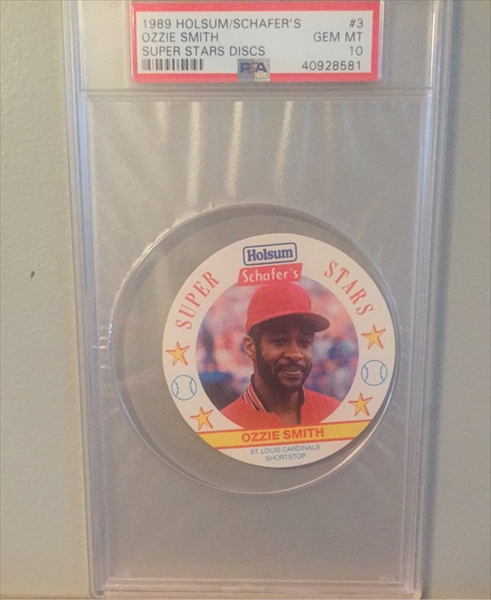 1989 HOLSUM/SCHAFER'S #3
OZZIE SMITH GEM MT
SUPER STARS DISCS 10
PSA 40928581
Holsum
Schafer's
SUPER STARS
OZZIE SMITH
ST. LOUIS CARDINALS
SHORTSTOP